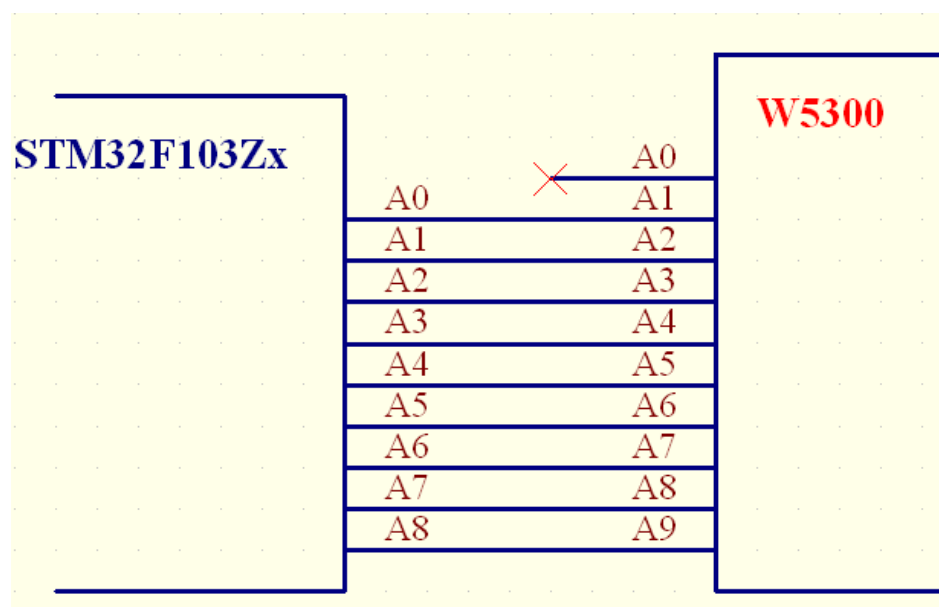 W5300
STM32F103Zx
A0
A0 A1
A1 A2
A2 A3
A3 A4
A4 A5
A5 A6
A6 A7
A7 A8
A8 A9